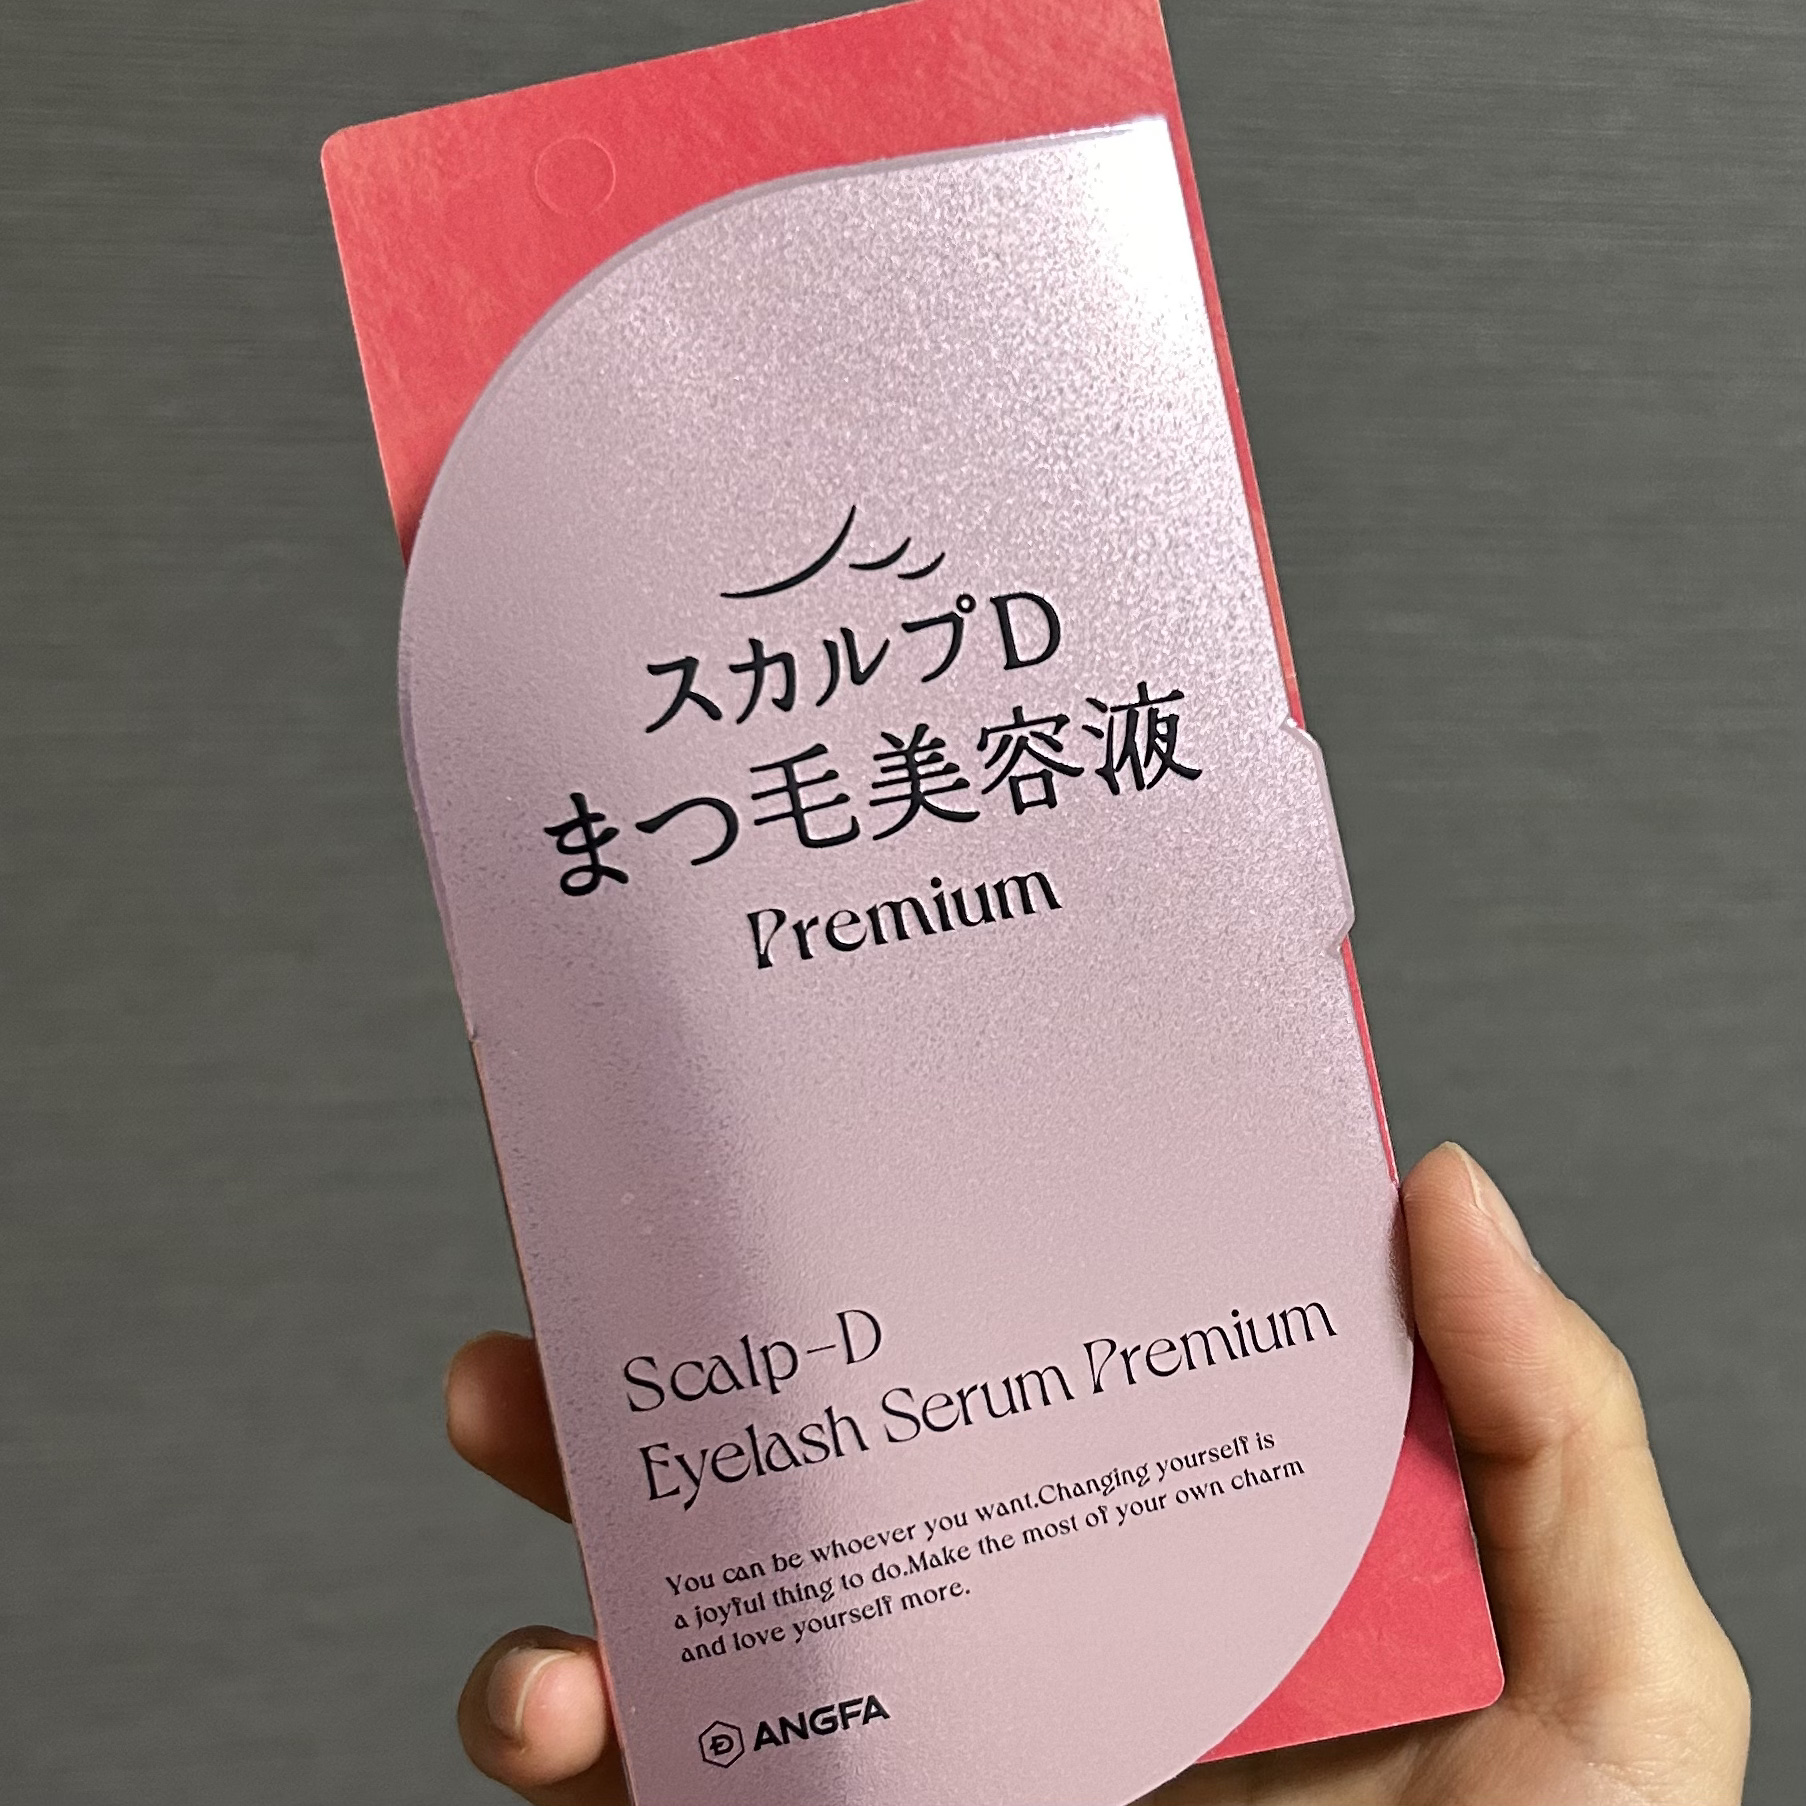 スカルプD
まつ毛美容液
Premium
Scalp-D
Eyelash Serum Premium
You can be whoever you want.Changing yourself is
a joyful thing to do.Make the most of your own charm
and love yourself more.
ANGFA